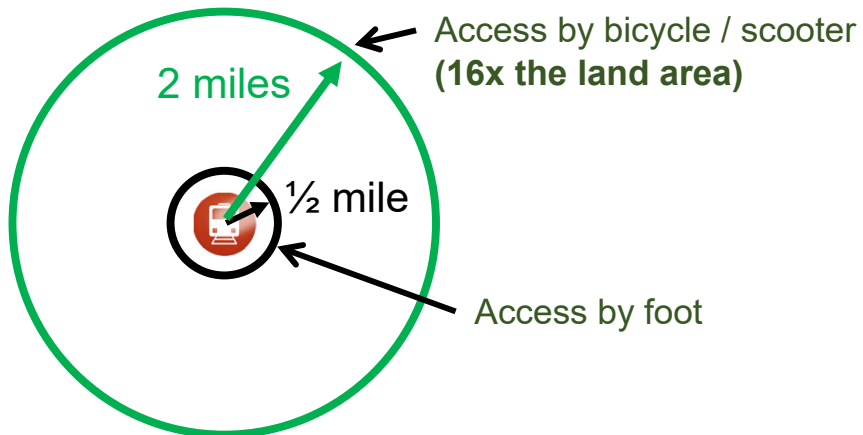 Access by bicycle / scooter
(16x the land area)
2 miles
½ mile
Access by foot